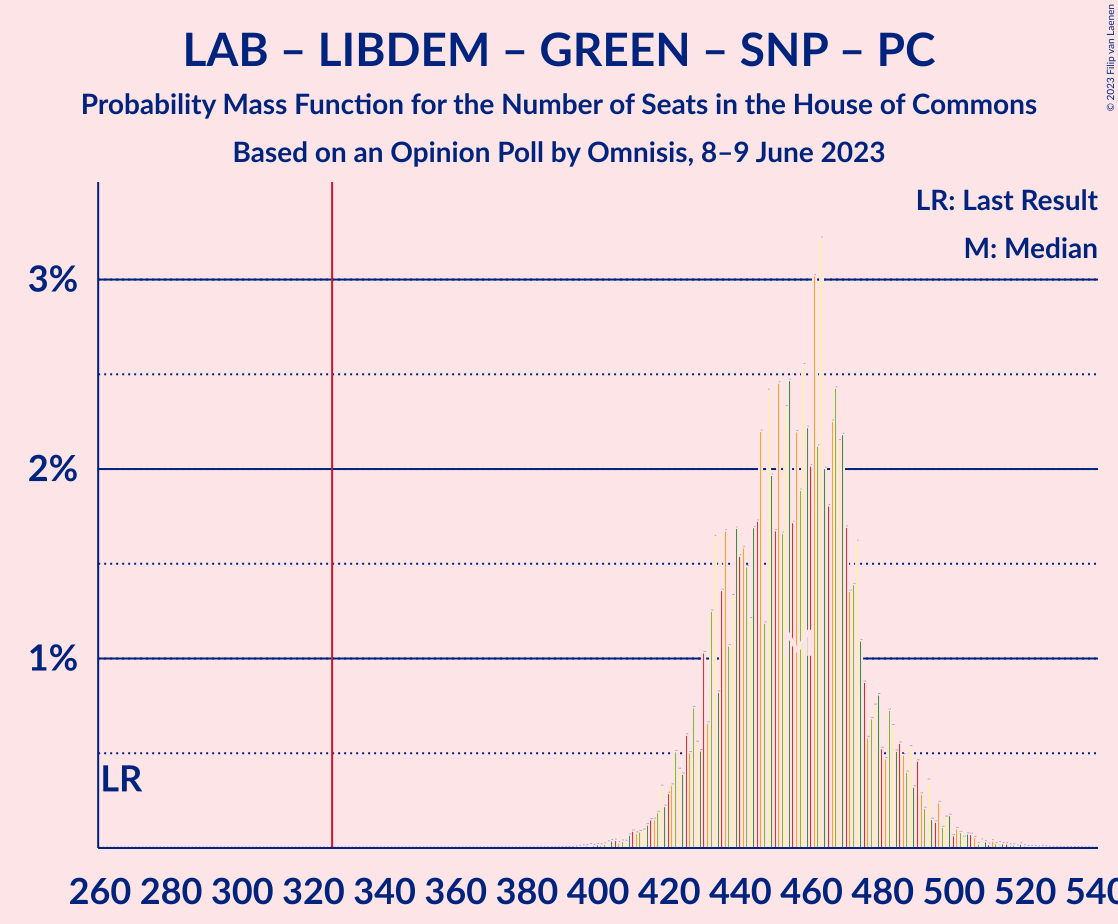 LAB – LIBDEM – GREEN – SNP – PC
Probability Mass Function for the Number of Seats in the House of Commons
Based on an Opinion Poll by Omnisis, 8–9 June 2023
© 2023 Filip van Laenen
LR: Last Result
M: Median
3%
2%
1%
LR
M
260 280 300 320 340 360 380 400 420 440 460 480 500 520 540